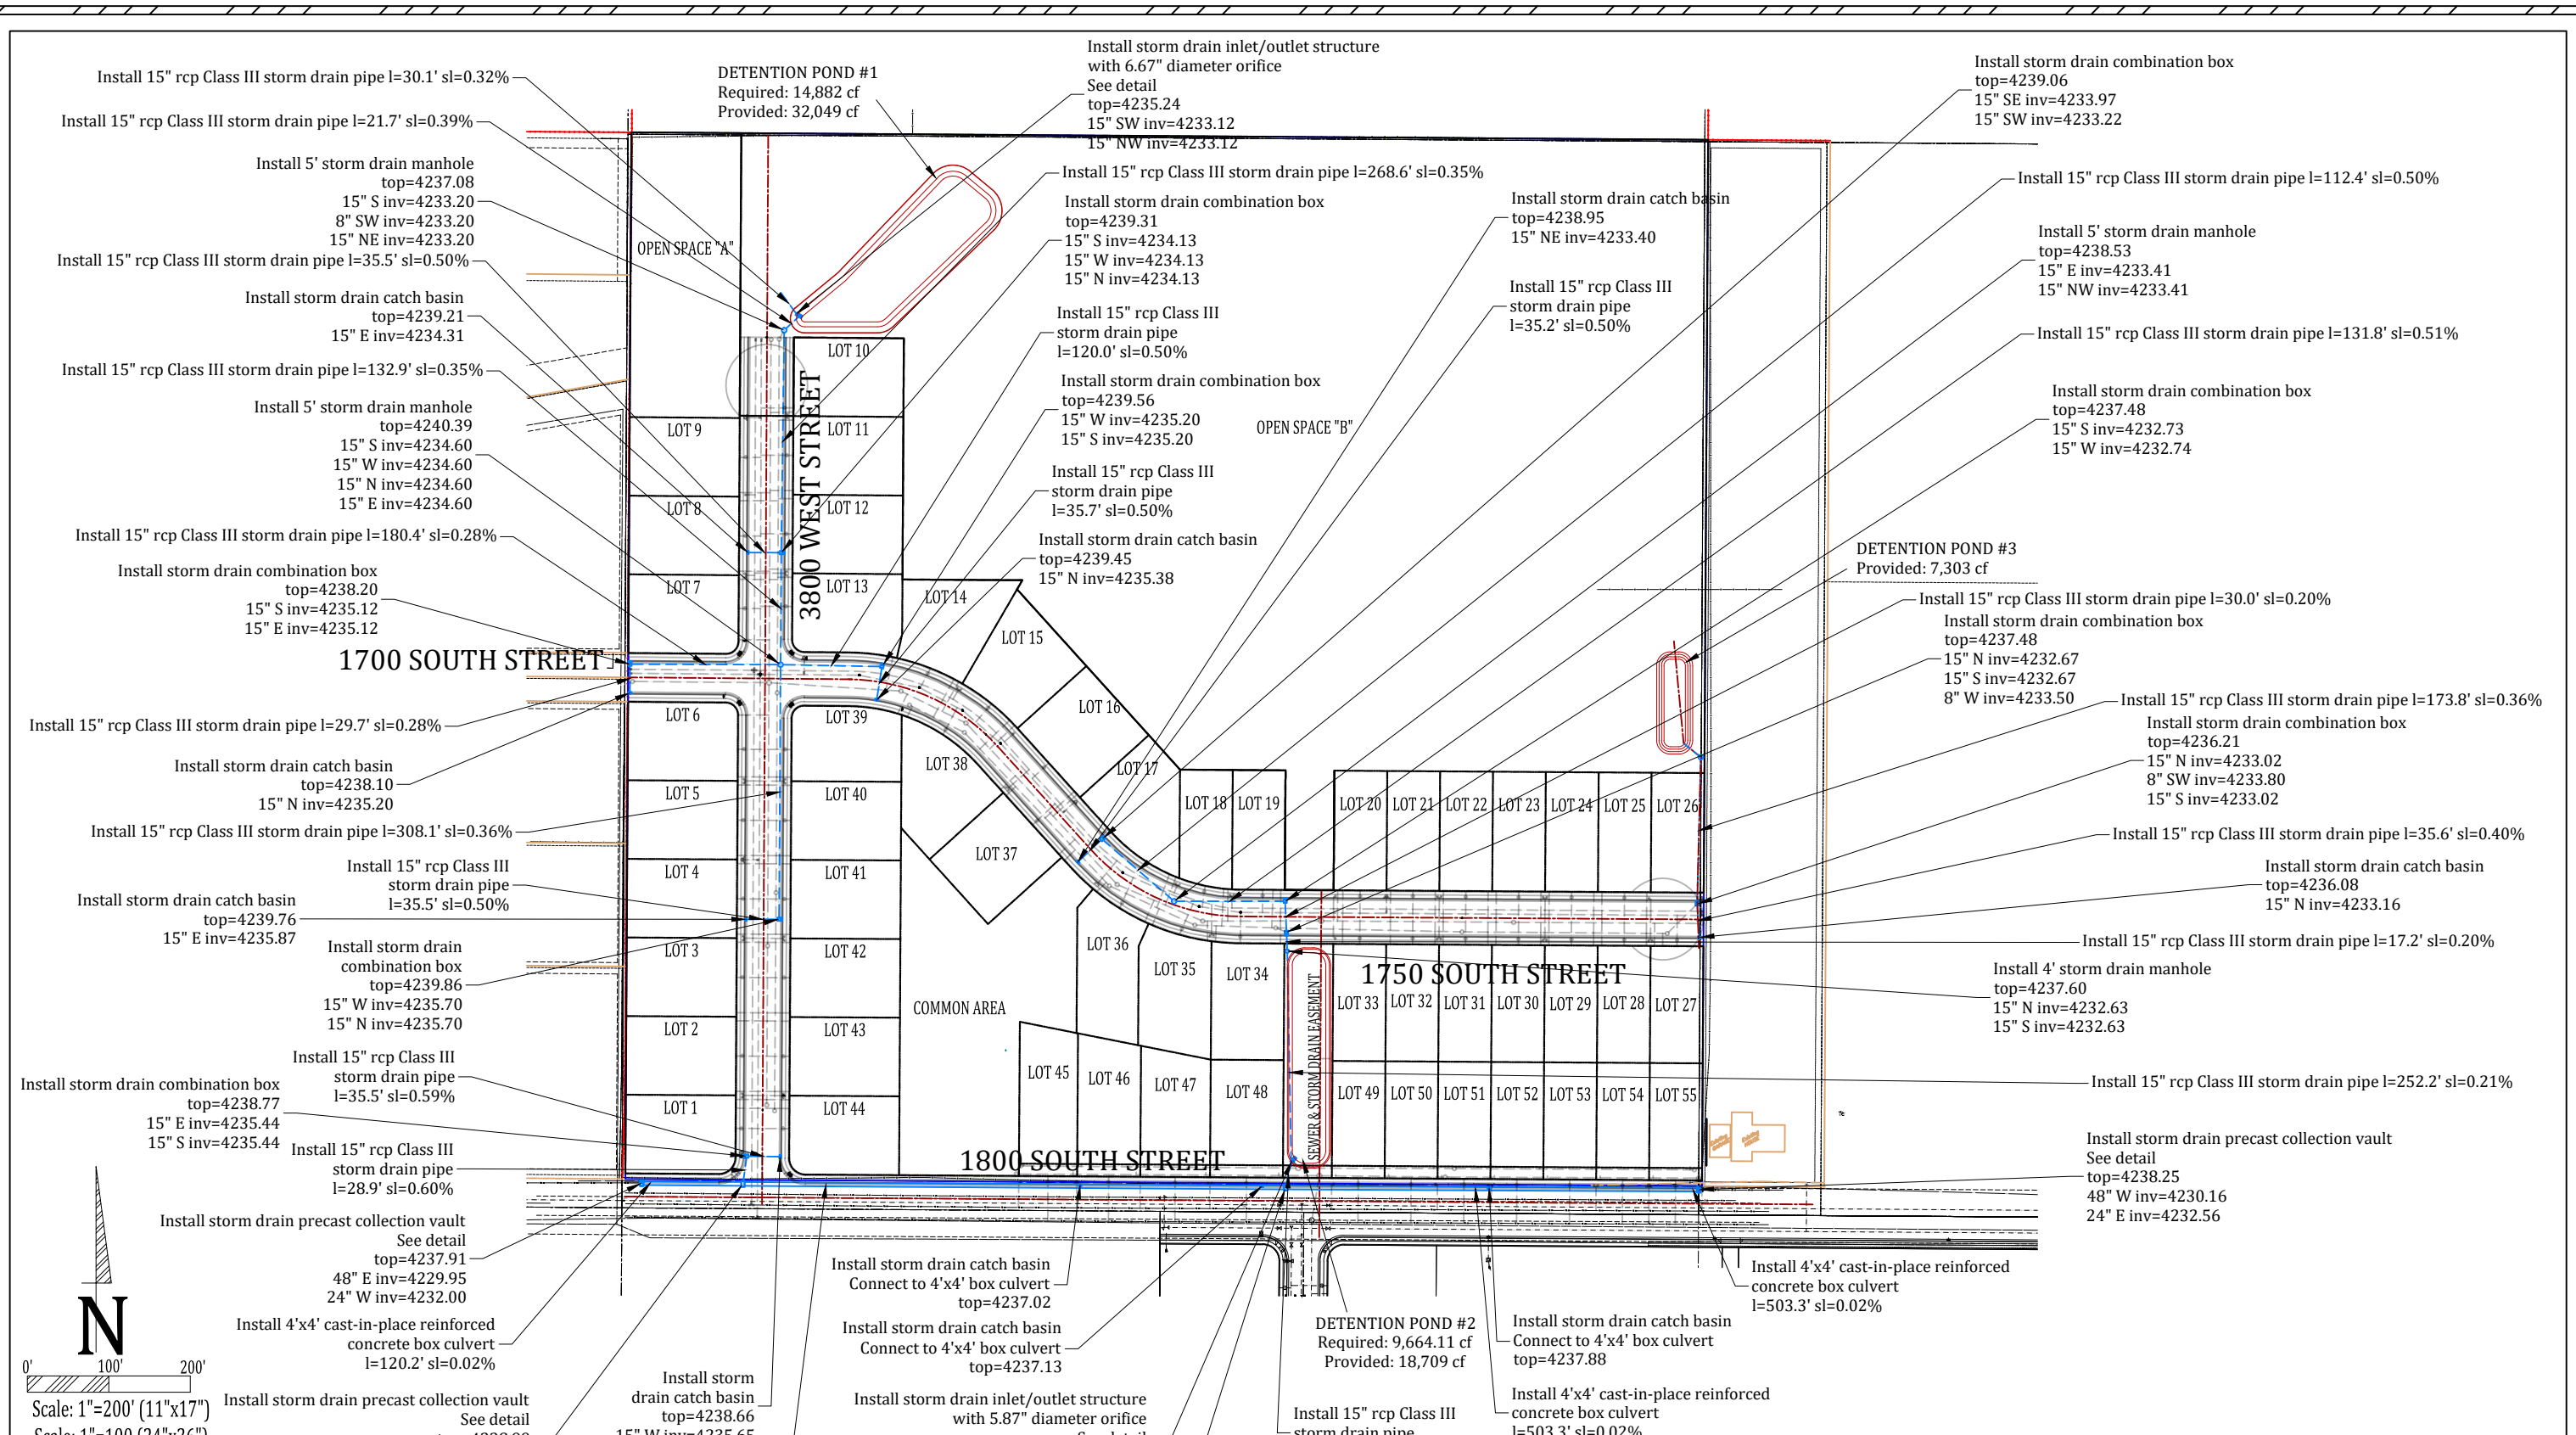 Install 15" rcp Class III storm drain pipe l=30.1' sl=0.32%
Install 15" rcp Class III storm drain pipe l=21.7' sl=0.39%
Install 5' storm drain manhole
top=4237.08
15" S inv=4233.20
8" SW inv=4233.20
15" NE inv=4233.20
Install 15" rcp Class III storm drain pipe l=35.5' sl=0.50%
Install storm drain catch basin
top=4239.21
15" E inv=4234.31
Install 15" rcp Class III storm drain pipe l=132.9' sl=0.35%
Install 5' storm drain manhole
top=4240.39
15" S inv=4234.60
15" W inv=4234.60
15" N inv=4234.60
15" E inv=4234.60
Install 15" rcp Class III storm drain pipe l=180.4' sl=0.28%
Install storm drain combination box
top=4238.20
15" S inv=4235.12
15" E inv=4235.12
1700 SOUTH STREET
Install 15" rcp Class III storm drain pipe l=29.7' sl=0.28%
Install storm drain catch basin
top=4238.10
15" N inv=4235.20
Install 15" rcp Class III storm drain pipe l=308.1' sl=0.36%
Install 15" rcp Class III
storm drain pipe
l=35.5' sl=0.50%
Install storm drain catch basin
top=4239.76
15" E inv=4235.87
Install storm drain
combination box
top=4239.86
15" W inv=4235.70
15" N inv=4235.70
Install 15" rcp Class III
storm drain pipe
l=35.5' sl=0.59%
Install storm drain combination box
top=4238.77
15" E inv=4235.44
15" S inv=4235.44
Install 15" rcp Class III
storm drain pipe
l=28.9' sl=0.60%
Install storm drain precast collection vault
See detail
top=4237.91
48" E inv=4229.95
24" W inv=4232.00
Install 4'x4' cast-in-place reinforced
concrete box culvert
l=120.2' sl=0.02%
N
0' 100' 200'
Scale: 1"=200' (11"x17")
Install storm drain precast collection vault
See detail
Install storm
drain catch basin
top=4238.66
DETENTION POND #1
Required: 14,882 cf
Provided: 32,049 cf
Install storm drain inlet/outlet structure
with 6.67" diameter orifice
See detail
top=4235.24
15" SW inv=4233.12
15" NW inv=4233.12
Install 15" rcp Class III storm drain pipe l=268.6' sl=0.35%
Install storm drain combination box
top=4239.31
15" S inv=4234.13
15" W inv=4234.13
15" N inv=4234.13
Install 15" rcp Class III
storm drain pipe
l=120.0' sl=0.50%
Install storm drain combination box
top=4239.56
15" W inv=4235.20
15" S inv=4235.20
Install 15" rcp Class III
storm drain pipe
l=35.7' sl=0.50%
Install storm drain catch basin
top=4239.45
15" N inv=4235.38
Install storm drain catch basin
top=4238.95
15" NE inv=4233.40
Install 15" rcp Class III
storm drain pipe
l=35.2' sl=0.50%
Install storm drain combination box
top=4239.06
15" SE inv=4233.97
15" SW inv=4233.22
Install 15" rcp Class III storm drain pipe l=112.4' sl=0.50%
Install 5' storm drain manhole
top=4238.53
15" E inv=4233.41
15" NW inv=4233.41
Install 15" rcp Class III storm drain pipe l=131.8' sl=0.51%
Install storm drain combination box
top=4237.48
15" S inv=4232.73
15" W inv=4232.74
DETENTION POND #3
Provided: 7,303 cf
Install 15" rcp Class III storm drain pipe l=30.0' sl=0.20%
Install storm drain combination box
top=4237.48
15" N inv=4232.67
15" S inv=4232.67
8" W inv=4233.50
Install 15" rcp Class III storm drain pipe l=173.8' sl=0.36%
Install storm drain combination box
top=4236.21
15" N inv=4233.02
8" SW inv=4233.80
15" S inv=4233.02
Install 15" rcp Class III storm drain pipe l=35.6' sl=0.40%
Install storm drain catch basin
top=4236.08
15" N inv=4233.16
Install 15" rcp Class III storm drain pipe l=17.2' sl=0.20%
Install 4' storm drain manhole
top=4237.60
15" N inv=4232.63
15" S inv=4232.63
Install 15" rcp Class III storm drain pipe l=252.2' sl=0.21%
Install storm drain precast collection vault
See detail
top=4238.25
48" W inv=4230.16
24" E inv=4232.56
Install 4'x4' cast-in-place reinforced
concrete box culvert
l=503.3' sl=0.02%
OPEN SPACE "A"
OPEN SPACE "B"
3800 WEST STREET
LOT 10
LOT 9
LOT 11
LOT 8
LOT 12
LOT 7
LOT 13
LOT 14
LOT 15
LOT 16
LOT 17
LOT 6
LOT 39
LOT 38
LOT 5
LOT 40
LOT 37
LOT 4
LOT 41
LOT 18
LOT 19
LOT 20
LOT 21
LOT 22
LOT 23
LOT 24
LOT 25
LOT 26
LOT 3
LOT 42
LOT 36
LOT 35
LOT 34
1750 SOUTH STREET
LOT 33
LOT 32
LOT 31
LOT 30
LOT 29
LOT 28
LOT 27
COMMON AREA
SEWER & STORM DRAIN EASEMENT
LOT 2
LOT 43
LOT 45
LOT 46
LOT 47
LOT 48
LOT 49
LOT 50
LOT 51
LOT 52
LOT 53
LOT 54
LOT 55
LOT 1
LOT 44
1800 SOUTH STREET
Install storm drain catch basin
Connect to 4'x4' box culvert
top=4237.02
Install storm drain catch basin
Connect to 4'x4' box culvert
top=4237.13
Install storm drain inlet/outlet structure
with 5.87" diameter orifice
DETENTION POND #2
Required: 9,664.11 cf
Provided: 18,709 cf
Install 15" rcp Class III
storm drain pipe
Install storm drain catch basin
Connect to 4'x4' box culvert
top=4237.88
Install 4'x4' cast-in-place reinforced
concrete box culvert
l=503.3' sl=0.02%